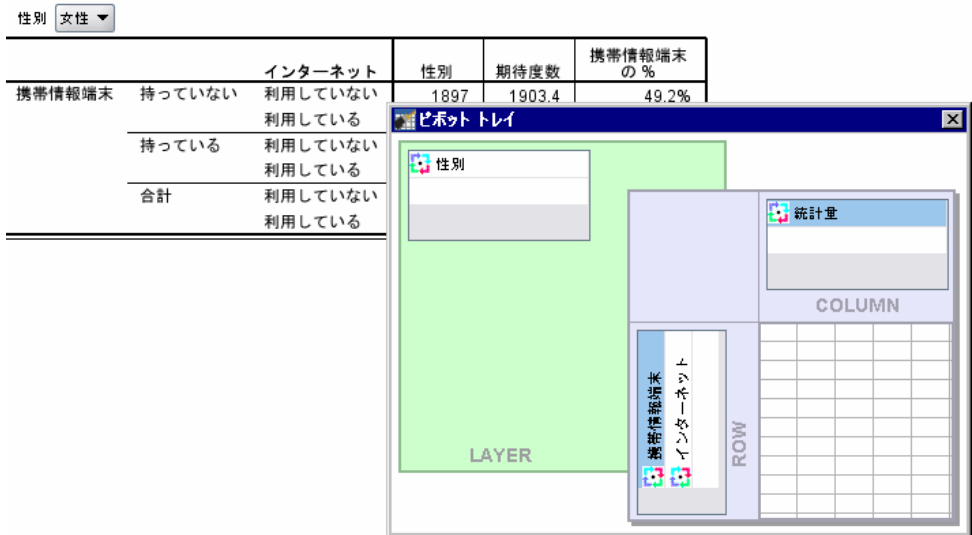 性別 女性
インターネット 性別 期待度数 携帯情報端末
の %
携帯情報端末 持っていない 利用していない 1897 1903.4 49.2%
利用している
持っている 利用していない
利用している
合計 利用していない
利用している
ピボット トレイ
性別
統計量
COLUMN
携帯情報端末
インターネット
ROW
LAYER